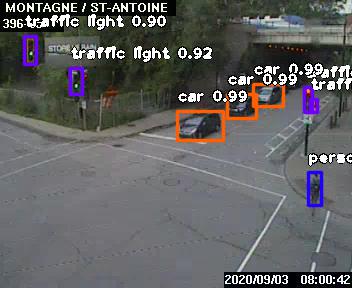 MONTAGNE / ST-ANTOINE
traffic light 0.90
traffic light 0.92
car 0.99
car 0.99
car 0.99
2020/09/03 08:00:42